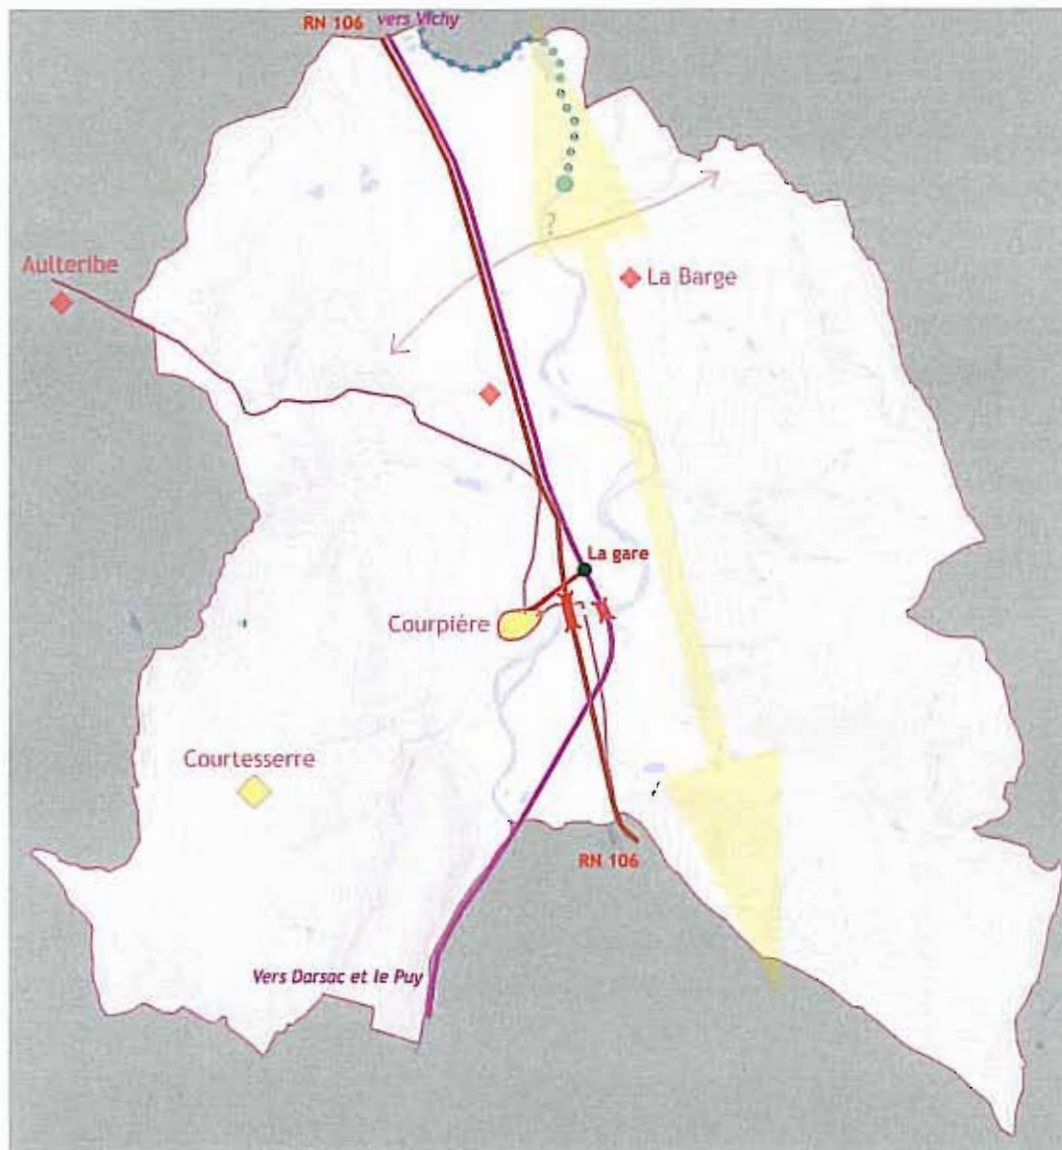 RN 106
vers Vichy
Aulteribe
La Barge
La gare
Courpière
Courtesserre
RN 106
Vers Darsac et le Puy